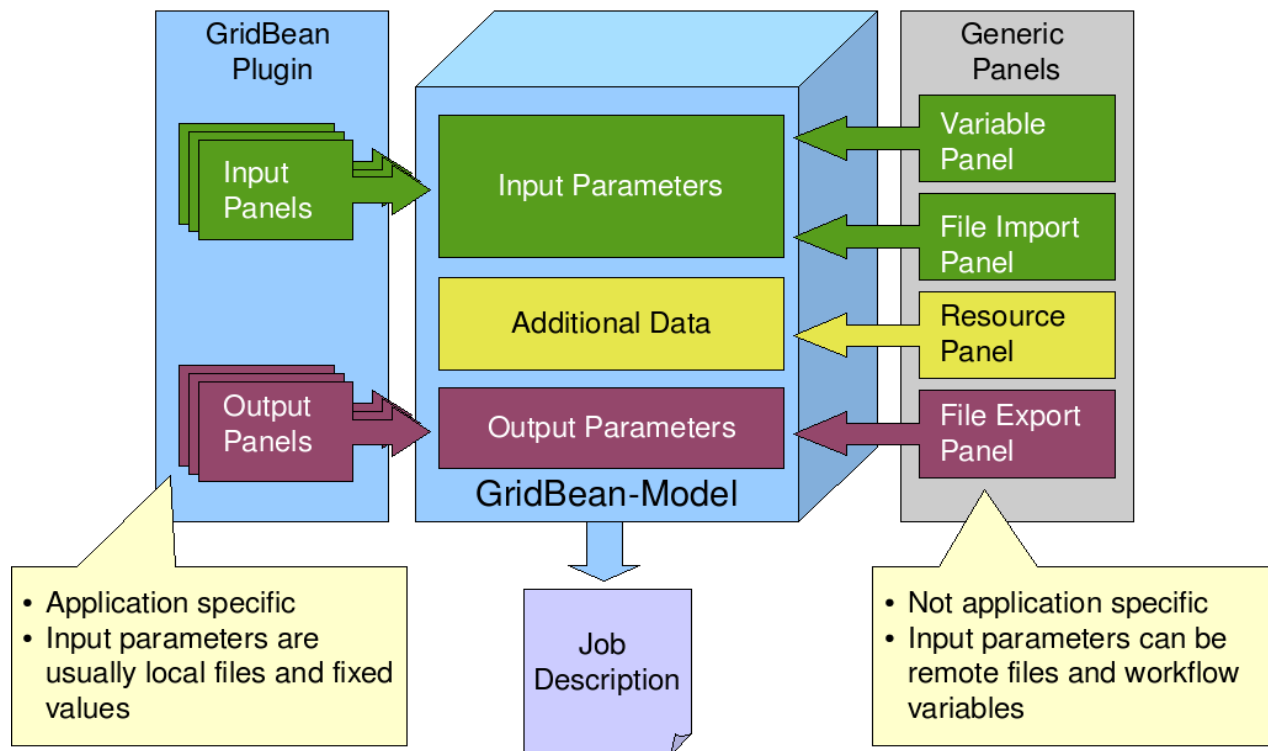 GridBean
Plugin
Input
Panels
Output
Panels
Input Parameters
Additional Data
Output Parameters
GridBean-Model
Generic
Panels
Variable
Panel
File Import
Panel
Resource
Panel
File Export
Panel
• Application specific
• Input parameters are
usually local files and fixed
values
Job
Description
• Not application specific
• Input parameters can be
remote files and workflow
variables